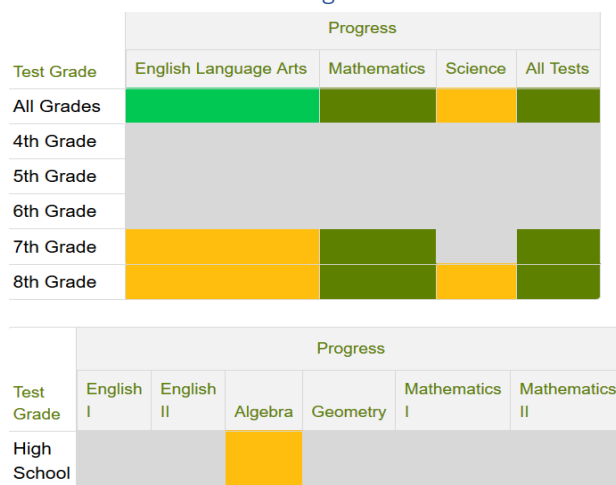 Progress
Test Grade English Language Arts Mathematics Science All Tests
All Grades
4th Grade
5th Grade
6th Grade
7th Grade
8th Grade
Progress
Test Grade English I English II Algebra Geometry Mathematics I Mathematics II
High School